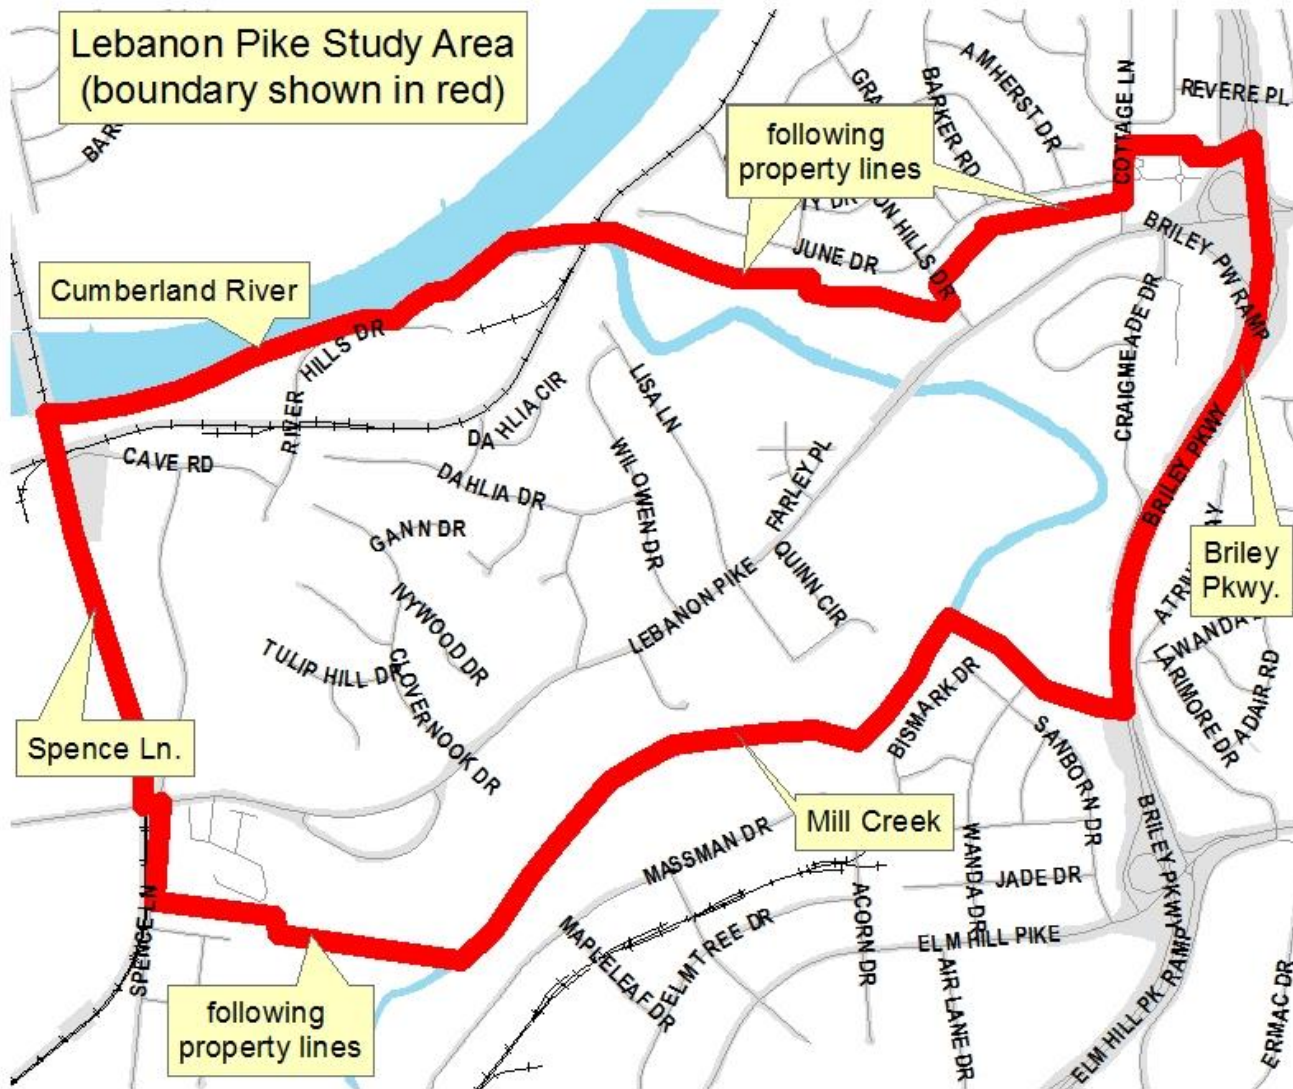 Lebanon Pike Study Area
(boundary shown in red)
AMHERST DR
BARKER RD
COTTAGE LN
REVERE PL
following
property lines
JUNE DR
BRILEY PW RAMP
Cumberland River
RIVER HILLS DR
CRAIGMEADE DR
LISA LN
DAHLIA CIR
CAVE RD
DAHLIA DR
WILOWEN DR
FARLEY PL
BRILEY PKWY
GANN DR
QUINN CIR
Briley
Pkwy.
IVYWOOD DR
LEBANON PIKE
TULIP HILL DR
CLOVERNOOK DR
LARIMORE DR
ADAIR RD
BISMARK DR
SANBORN DR
Spence Ln.
Mill Creek
MASSMAN DR
WANDA DR
JADE DR
BRILEY PKWY
SPENCE LN
ACORN DR
ELM HILL PIKE
MAPLELEAF DR
ELMTREE DR
AIR LANE DR
ELM HILL PK RAMP
ERMAC DR
following
property lines